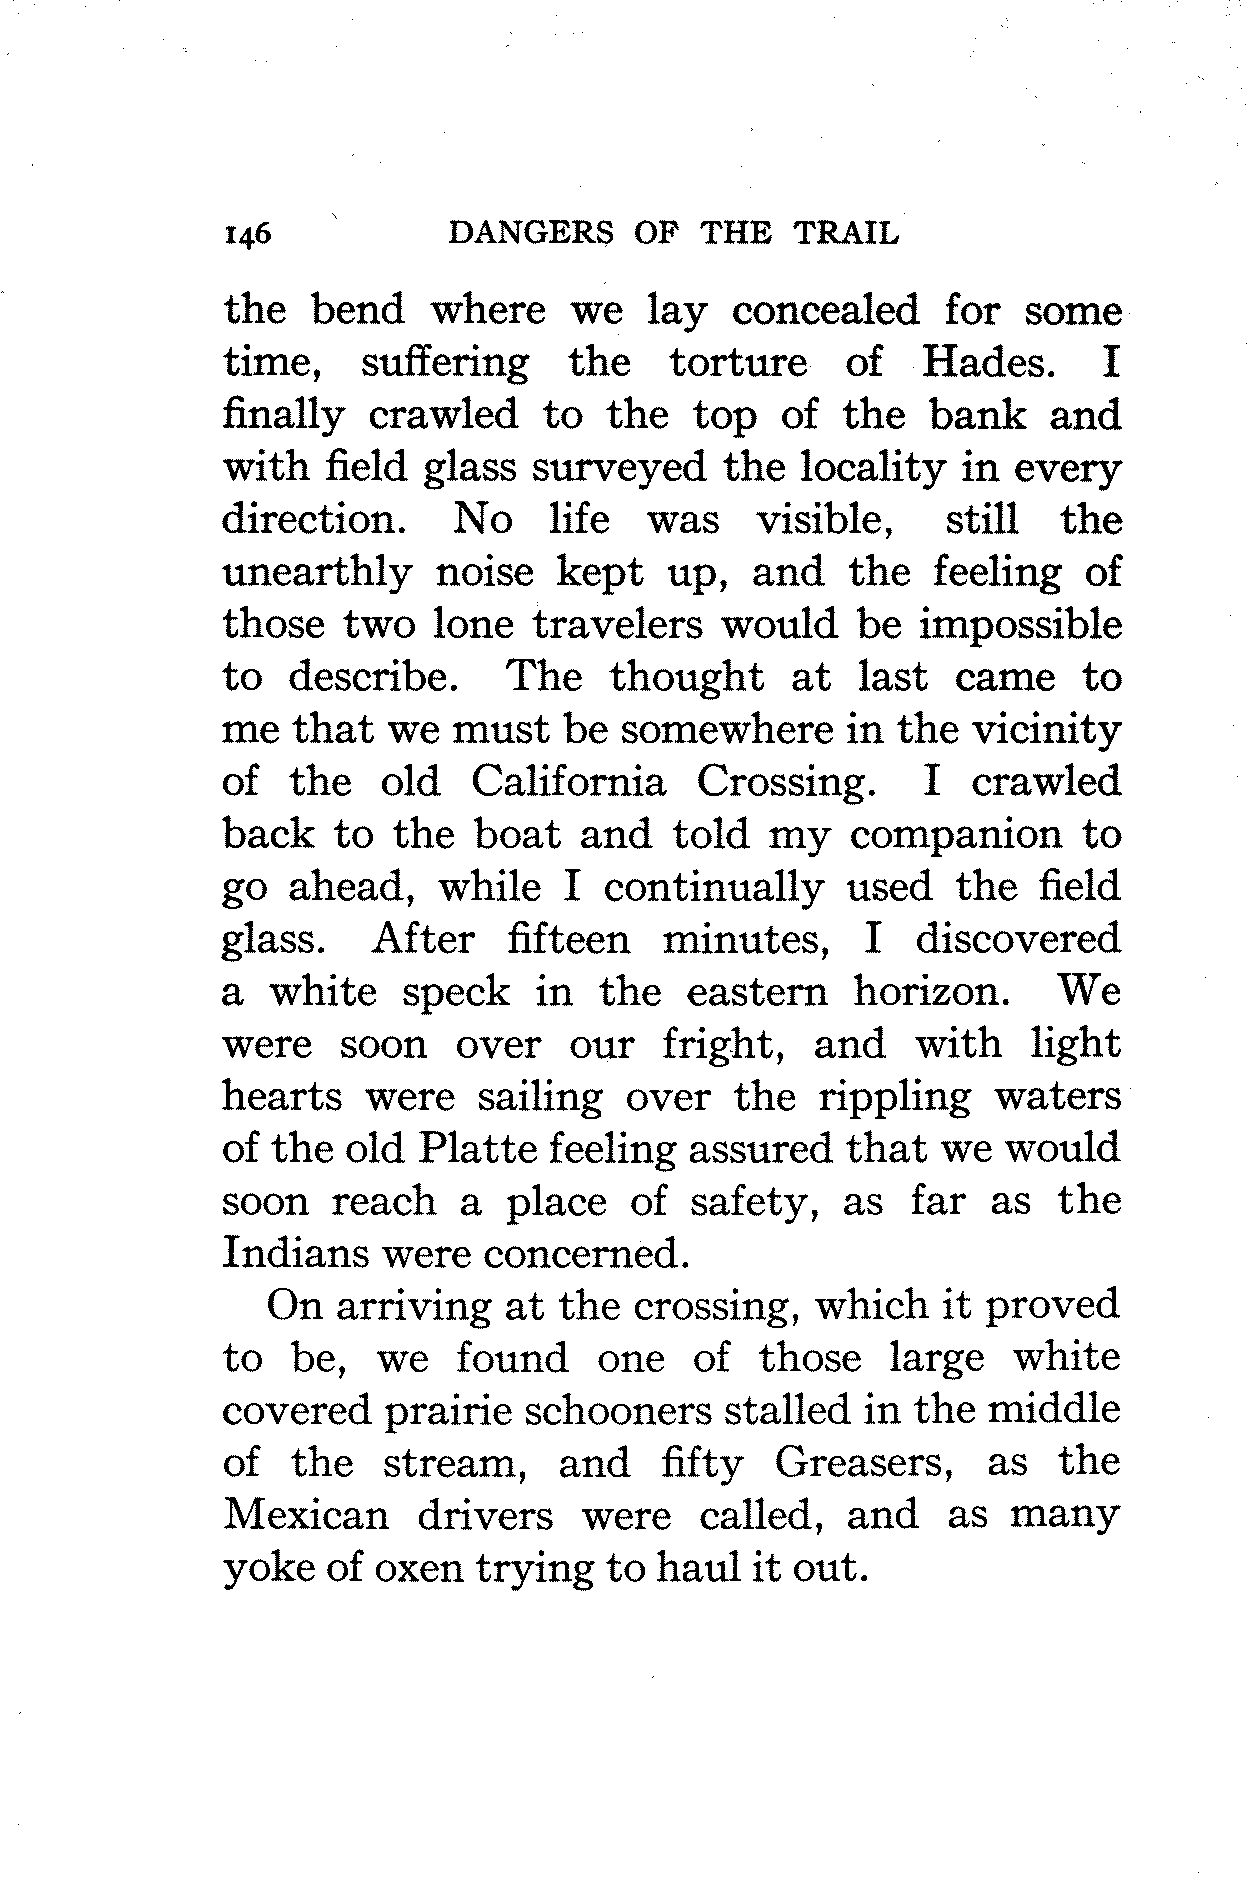 146 DANGERS OF THE TRAIL
the bend where we lay concealed for some
time, suffering the torture of Hades. I
finally crawled to the top of the bank and
with field glass surveyed the locality in every
direction. No life was visible, still the
unearthly noise kept up, and the feeling of
those two lone travelers would be impossible
to describe. The thought at last came to
me that we must be somewhere in the vicinity
of the old California Crossing. I crawled
back to the boat and told my companion to
go ahead, while I continually used the field
glass. After fifteen minutes, I discovered
a white speck in the eastern horizon. We
were soon over our fright, and with light
hearts were sailing over the rippling waters
of the old Platte feeling assured that we would
soon reach a place of safety, as far as the
Indians were concerned.
On arriving at the crossing, which it proved
to be, we found one of those large white
covered prairie schooners stalled in the middle
of the stream, and fifty Greasers, as the
Mexican drivers were called, and as many
yoke of oxen trying to haul it out.